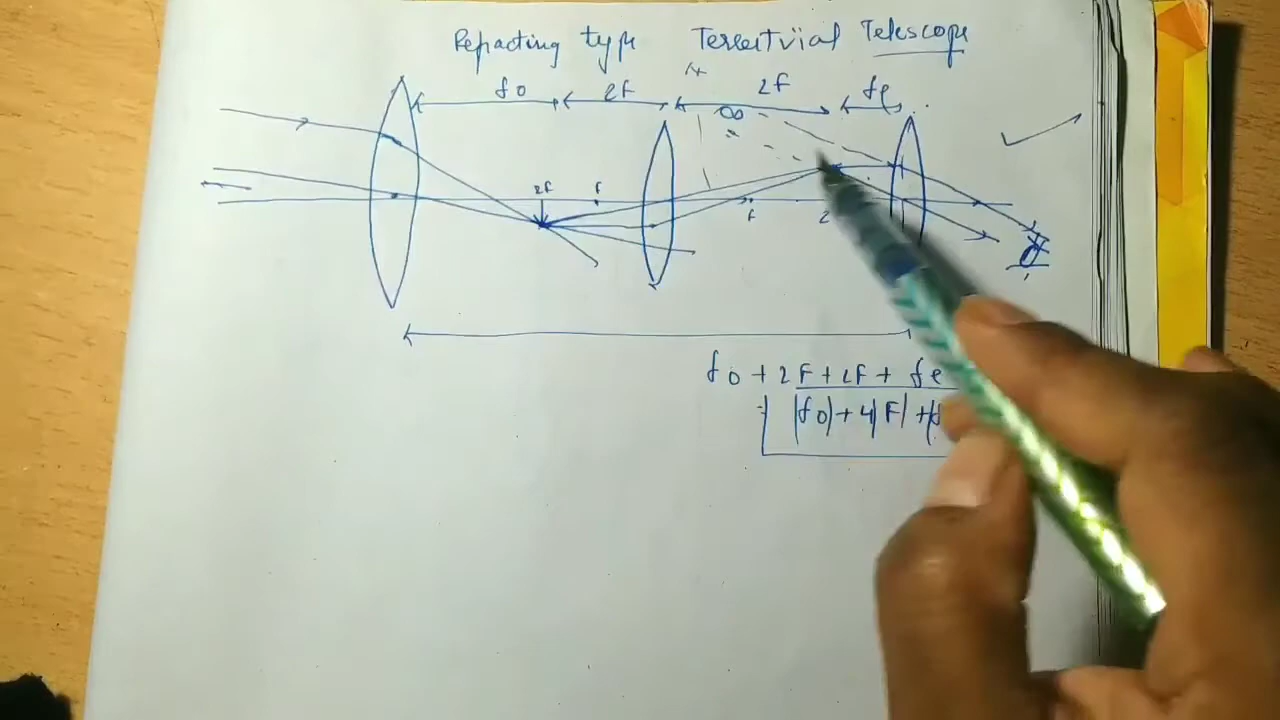 Refracting type Terrestrial Telescope
fo 2F 2F fe
∞
2F F F 2
fo + 2F + 2F + fe
= |fo| + 4|F| + |f